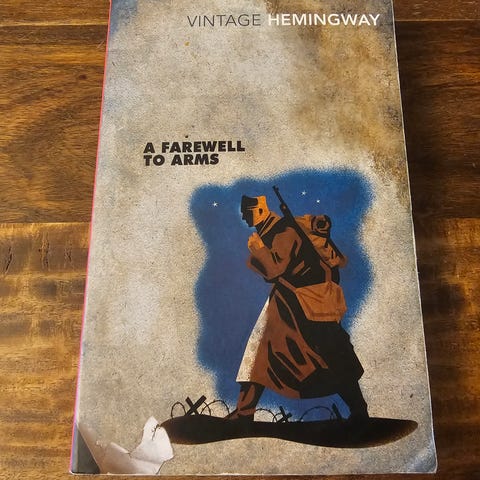 VINTAGE HEMINGWAY
A FAREWELL
TO ARMS